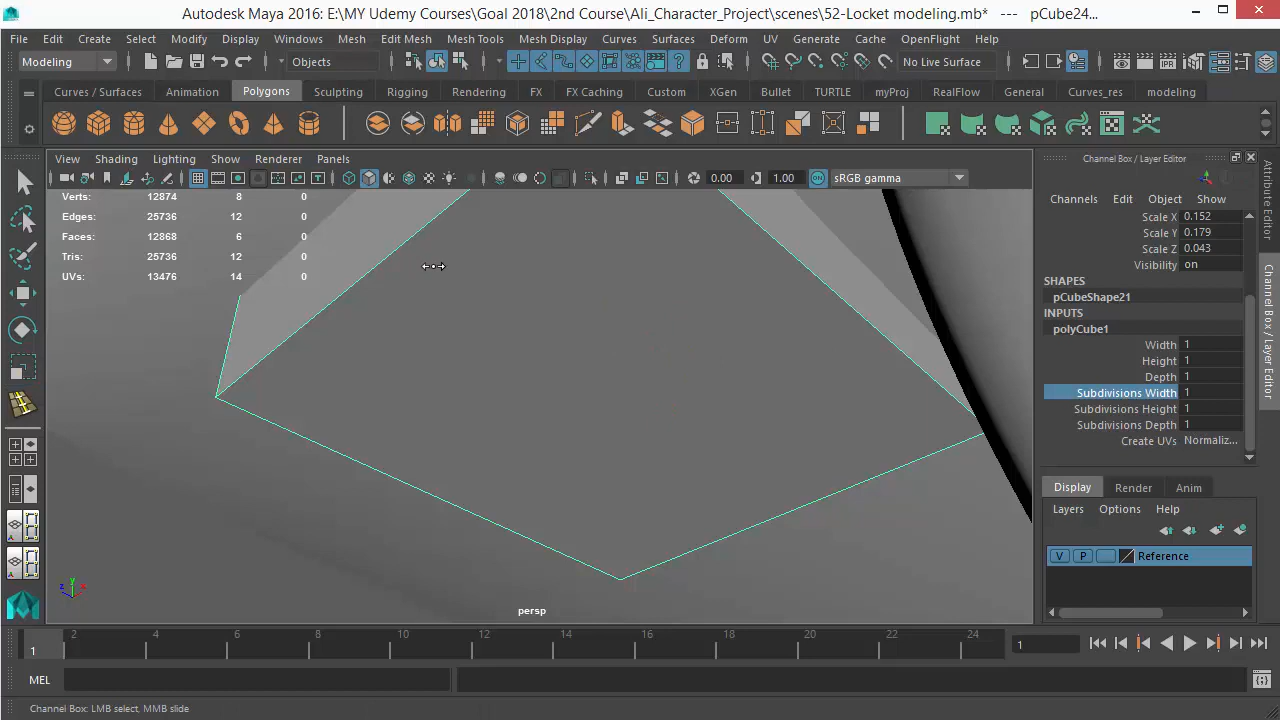 Autodesk Maya 2016: E:\MY Udemy Corses\Goal 2018\2nd Course\Ali_Character_Project\scenes\52-Locket modeling.mb* --- pCube24...
File Edit Create Select Modify Display Windows Mesh Edit Mesh Mesh Tools Mesh Display Curves Surfaces Deform UV Generate Cache OpenFlight Help
Modeling Objects No Live Surface
Curves / Surfaces Animation Polygons Sculpting Rigging Rendering FX FX Caching Custom XGen Bullet TURTLE myProj RealFlow General Curves_res modeling
View Shading Lighting Show Renderer Panels
Channel Box / Layer Editor
0.00 1.00 sRGB gamma
Channels Edit Object Show
Verts: 12874 8 0
Edges: 25736 12 0
Faces: 12868 6 0
Tris: 25736 12 0
UVs: 13476 14 0
Scale X 0.152
Scale Y 0.179
Scale Z 0.043
Visibility on
SHAPES
pCubeShape21
INPUTS
polyCube1
Width 1
Height 1
Depth 1
Subdivisions Width 1
Subdivisions Height 1
Subdivisions Depth 1
Create UVs Normaliz...
Attribute Editor
Channel Box / Layer Editor
Display Render Anim
Layers Options Help
V P Reference
persp
1 2 4 6 8 10 12 14 16 18 20 22 24 1
MEL
Channel Box: LMB select, MMB slide